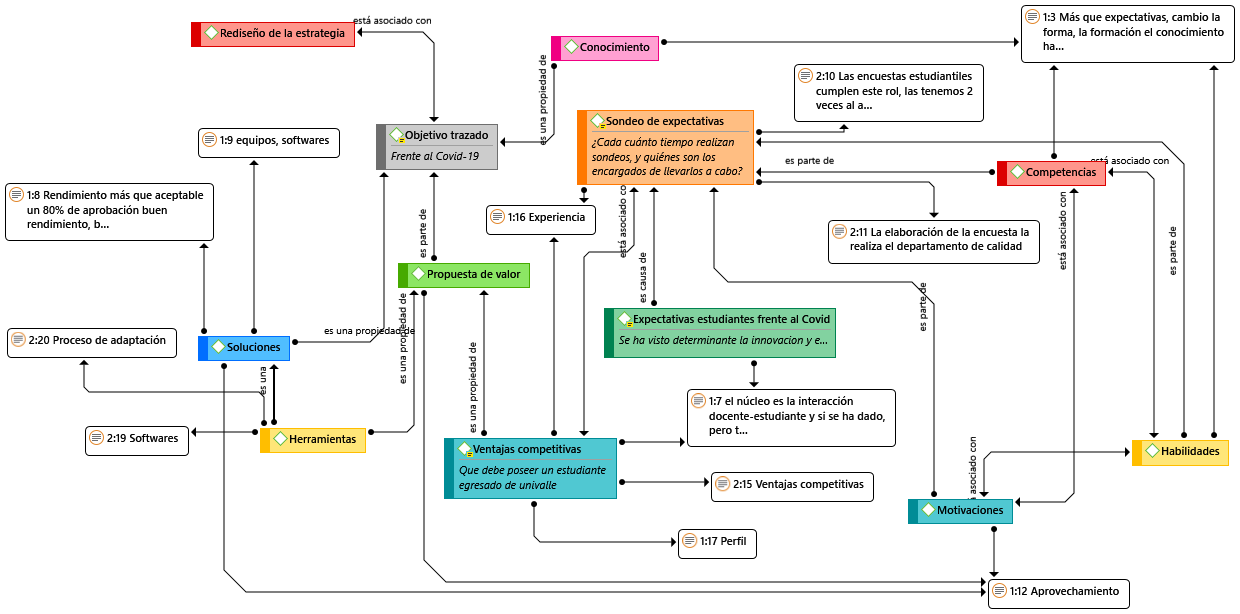 está asociado con
Rediseño de la estrategia
1:3 Más que expectativas, cambio la
forma, la formación el conocimiento
ha...
Conocimiento
es una propiedad de
2:10 Las encuestas estudiantiles
cumplen este rol, las tenemos 2
veces al a...
Objetivo trazado
Frente al Covid-19
Sondeo de expectativas
¿Cada cuánto tiempo realizan
sondeos, y quiénes son los
encargados de llevarlos a cabo?
1:9 equipos, softwares
es parte de
está asociado con
Competencias
1:8 Rendimiento más que aceptable
un 80% de aprobación buen
rendimiento, b...
1:16 Experiencia
es parte de
está asociado con
está asociado con
es parte de
2:11 La elaboración de la encuesta la
realiza el departamento de calidad
Propuesta de valor
es causa de
es parte de
Expectativas estudiantes frente al Covid
Se ha visto determinante la innovacion y e...
es una propiedad de
es una propiedad de
es una propiedad de
2:20 Proceso de adaptación
Soluciones
es una
1:7 el núcleo es la interacción
docente-estudiante y si se ha dado,
pero t...
2:19 Softwares
Herramientas
Ventajas competitivas
Que debe poseer un estudiante
egresado de univalle
Habilidades
asociado con
2:15 Ventajas competitivas
Motivaciones
1:17 Perfil
1:12 Aprovechamiento